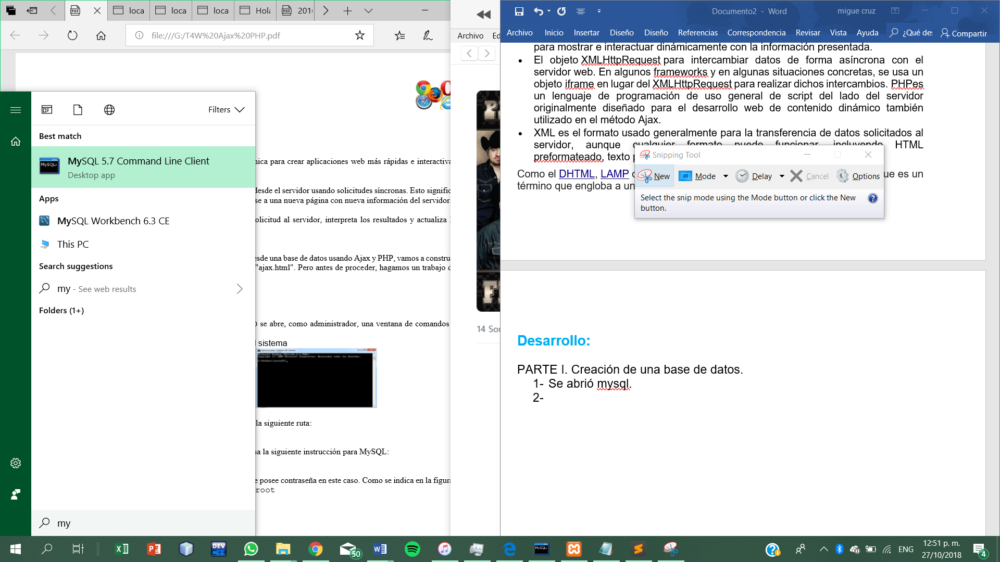 loca
loca
loca
Hola
201
file:///G:/T4W%20Ajax%20PHP.pdf
Filters
Best match
MySQL 5.7 Command Line Client
Desktop app
Apps
MySQL Workbench 6.3 CE
This PC
Search suggestions
my - See web results
Folders (1+)
my
nica para crear aplicaciones web más rápidas e interactiva
desde el servidor usando solicitudes síncronas. Esto signific
se a una nueva página con nueva información del servidor
olicitud al servidor, interpreta los resultados y actualiza
esde una base de datos usando Ajax y PHP, vamos a constru
"ajax.html". Pero antes de proceder, hagamos un trabajo d
se abre, como administrador, una ventana de comandos
l sistema
la siguiente ruta:
sa la siguiente instrucción para MySQL:
e posee contraseña en este caso. Como se indica en la figura
root
Archivo Ed
14 Son
Documento2 - Word
migue cruz
Archivo Inicio Insertar Diseño Diseño Referencias Correspondencia Revisar Vista Ayuda ¿Qué des Compartir
para mostrar e interactuar dinámicamente con la información presentada.
• El objeto XMLHttpRequest para intercambiar datos de forma asíncrona con el
servidor web. En algunos frameworks y en algunas situaciones concretas, se usa un
objeto iframe en lugar del XMLHttpRequest para realizar dichos intercambios. PHPes
un lenguaje de programación de uso general de script del lado del servidor
originalmente diseñado para el desarrollo web de contenido dinámico también
utilizado en el método Ajax.
• XML es el formato usado generalmente para la transferencia de datos solicitados al
servidor, aunque cualquier formato puede funcionar, incluyendo HTML
preformateado, texto
Como el DHTML, LAMP
ue es un
término que engloba a un
Snipping Tool
New Mode Delay Cancel Options
Select the snip mode using the Mode button or click the New
button.
Desarrollo:
PARTE I. Creación de una base de datos.
1- Se abrió mysql.
2-
DEV
C++
50
MySQL
ENG
12:51 p. m.
27/10/2018
4